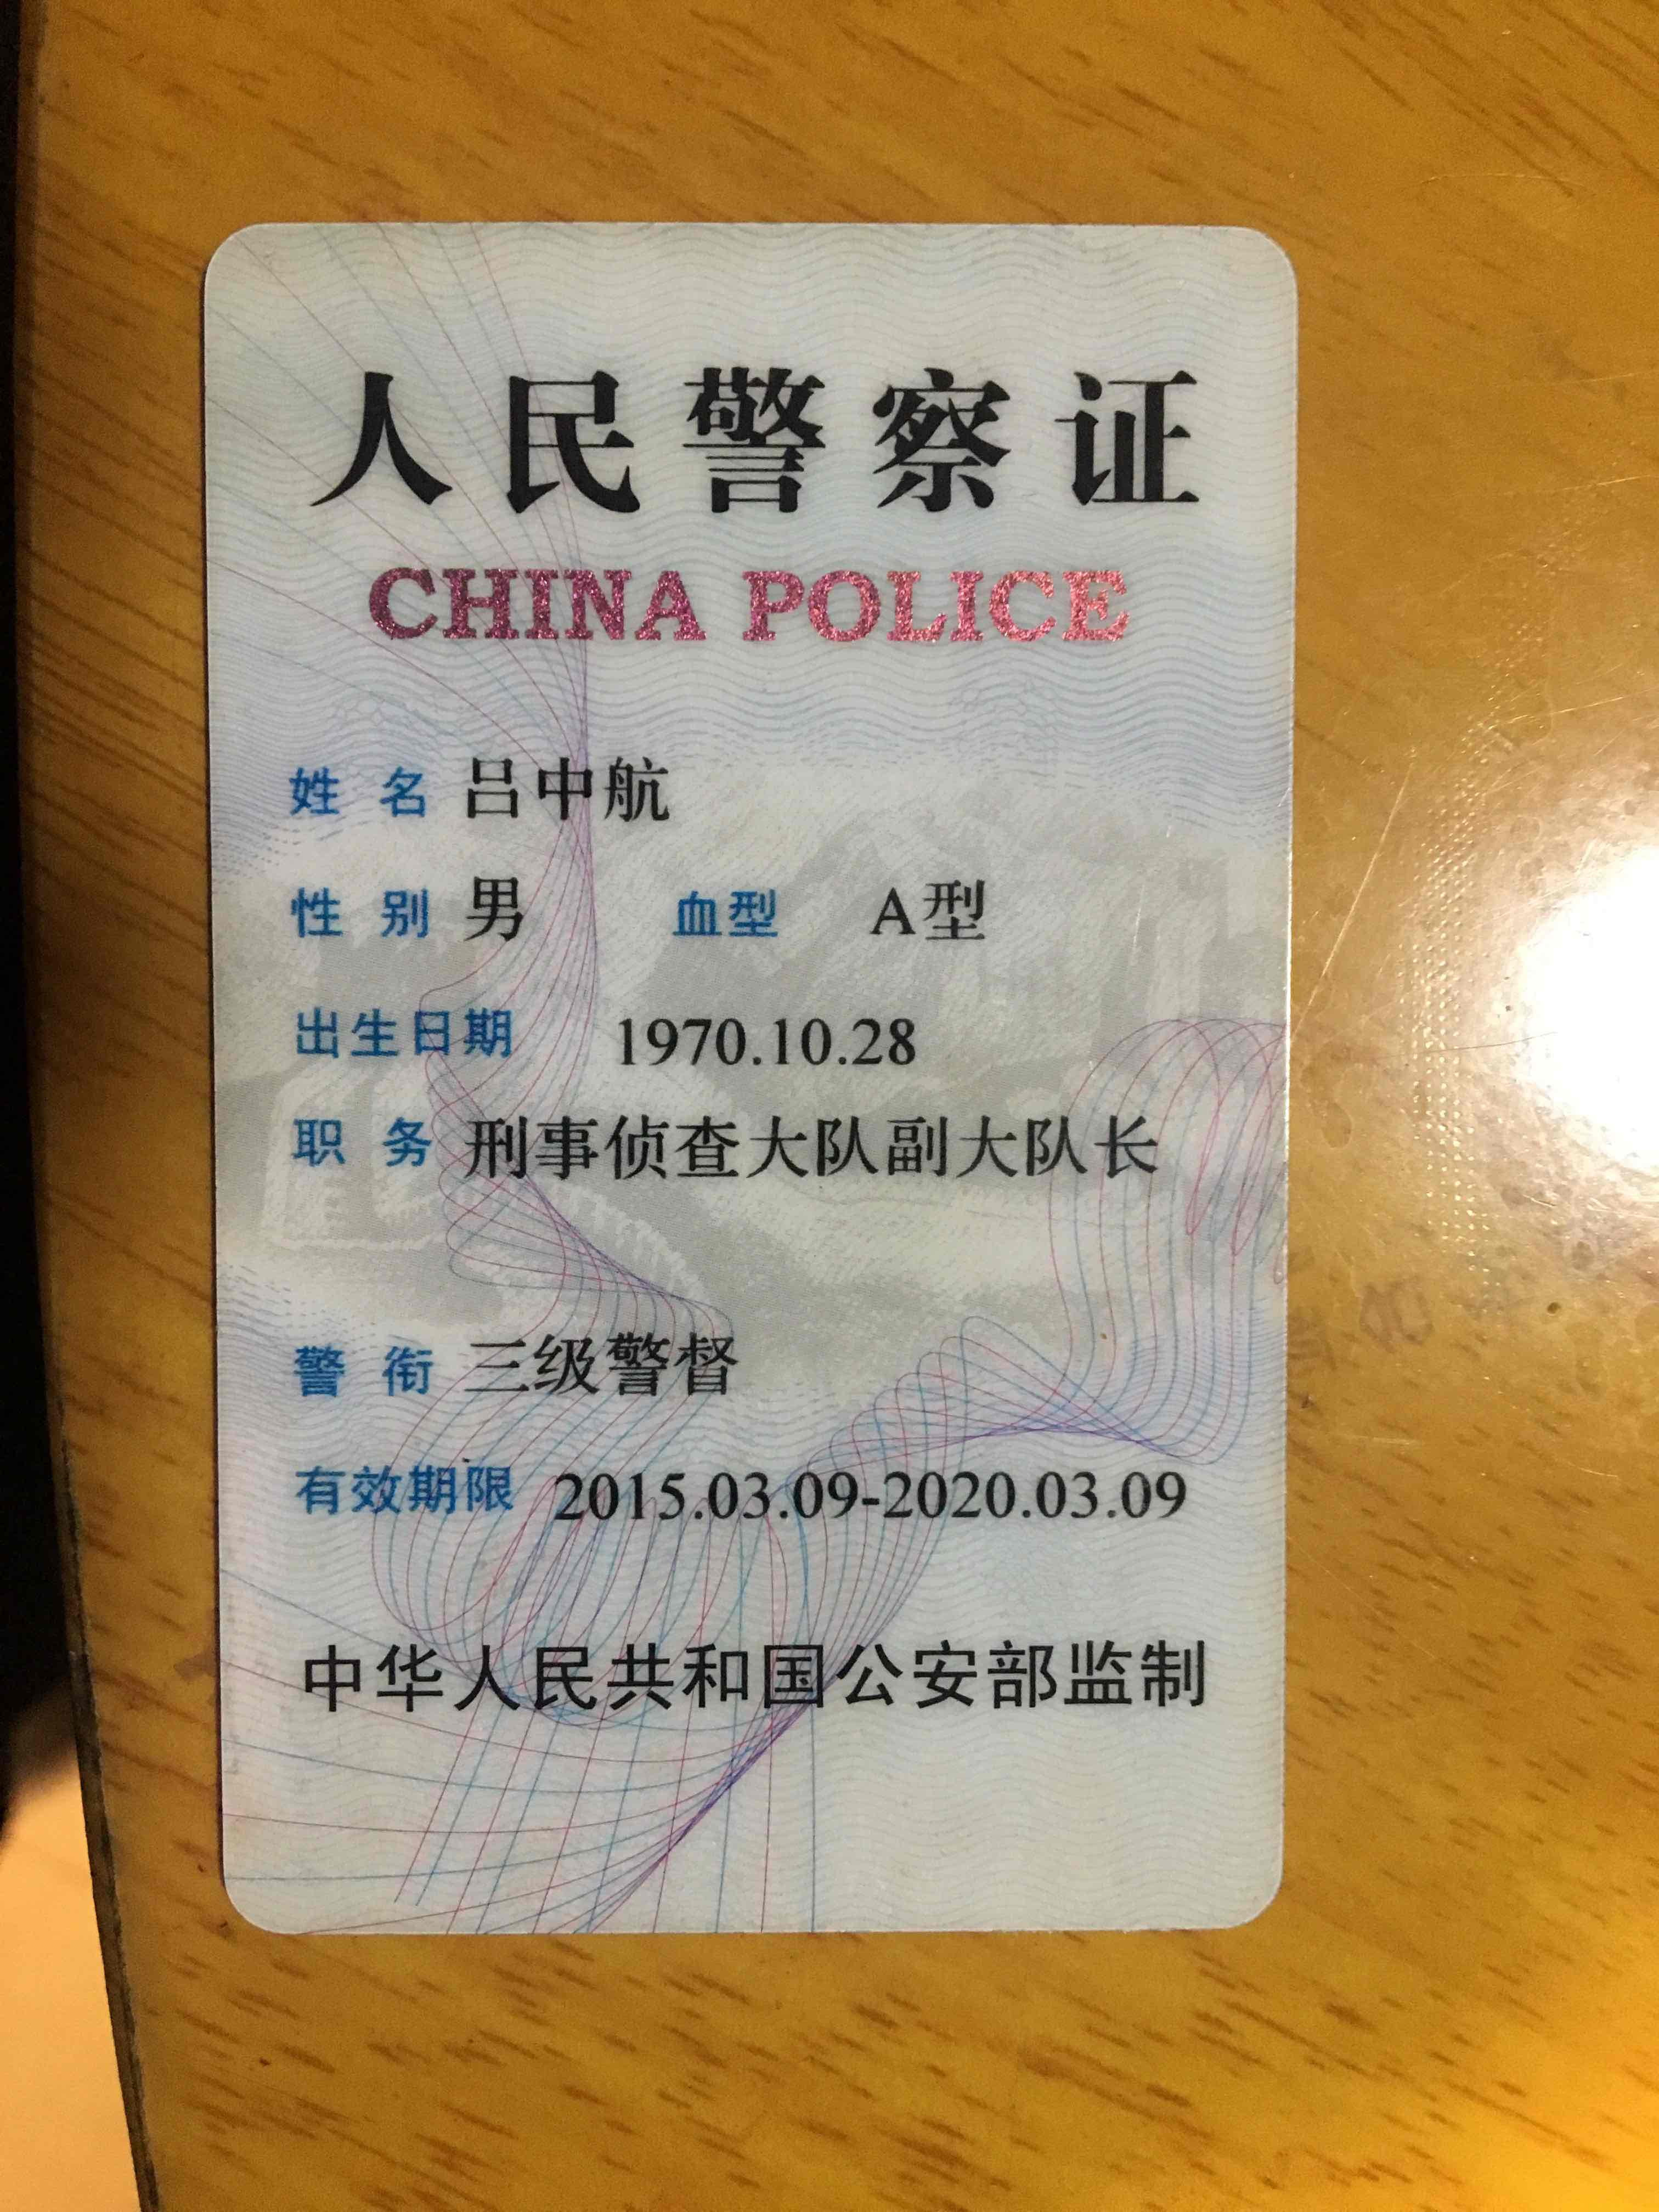 人民警察证
CHINA POLICE
姓 名 吕中航
性 别 男 血型 A型
出生日期 1970.10.28
职 务 刑事侦查大队副大队长
警 衔 三级警督
有效期限 2015.03.09-2020.03.09
中华人民共和国公安部监制